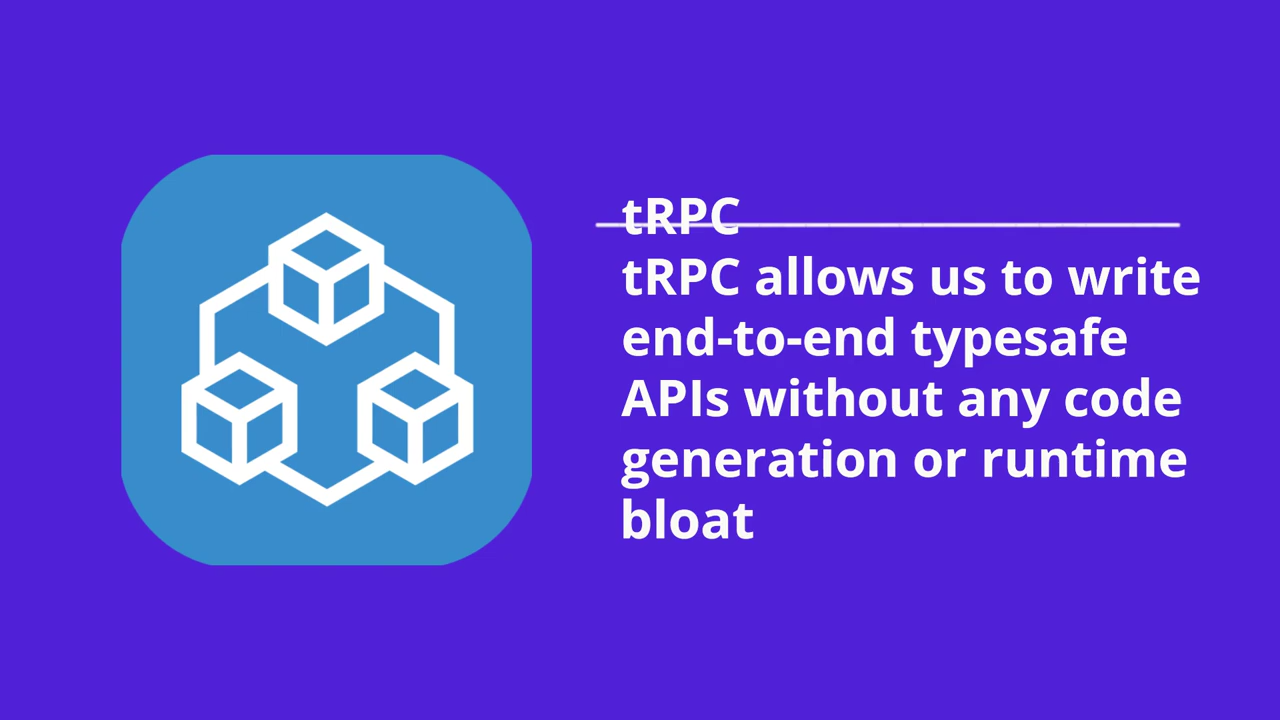 tRPC
tRPC allows us to write
end-to-end typesafe
APIs without any code
generation or runtime
bloat